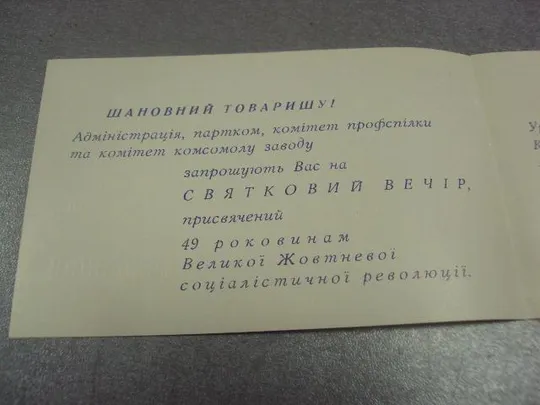 ШАНОВНИЙ ТОВАРИШУ!
Адміністрація, партком, комітет профспілки
та комітет комсомолу заводу
запрошують Вас на
СВЯТКОВИЙ ВЕЧІР,
присвячений
49 роковинам
Великої Жовтневої
соціалістичної революції.